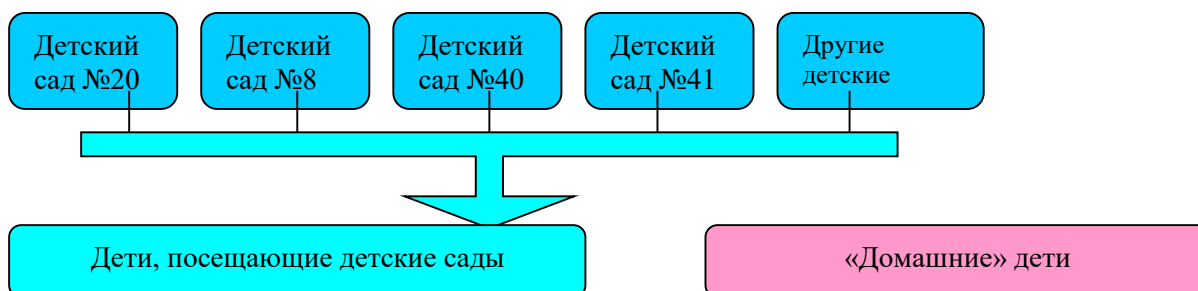 Детский
сад №20
Детский
сад №8
Детский
сад №40
Детский
сад №41
Другие
детские
Дети, посещающие детские сады
«Домашние» дети